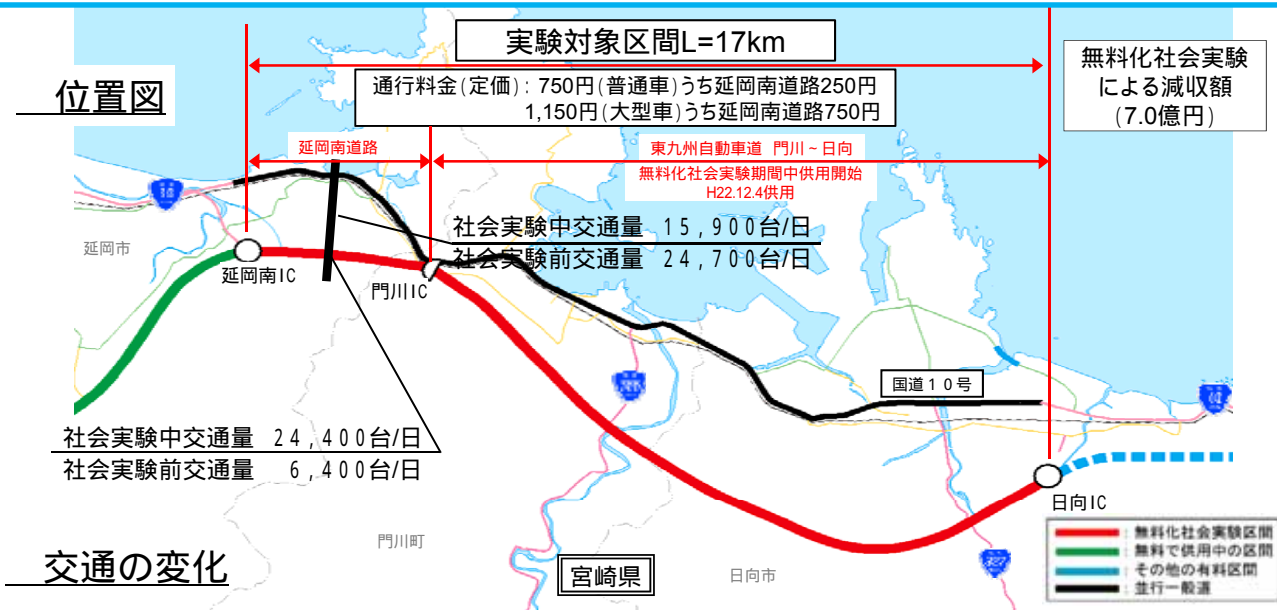 実験対象区間L=17km
位置図
通行料金(定価):750円(普通車)うち延岡南道路250円
1,150円(大型車)うち延岡南道路750円
無料化社会実験
による減収額
(7.0億円)
延岡南道路
東九州自動車道 門川~日向
無料化社会実験期間中供用開始
H22.12.4供用
社会実験中交通量 15,900台/日
社会実験前交通量 24,700台/日
延岡市
延岡南IC
門川IC
国道10号
社会実験中交通量 24,400台/日
社会実験前交通量 6,400台/日
日向IC
門川町
宮崎県
日向市
交通の変化
:無料化社会実験区間
:無料で供用中の区間
:その他の有料区間
:並行一般道